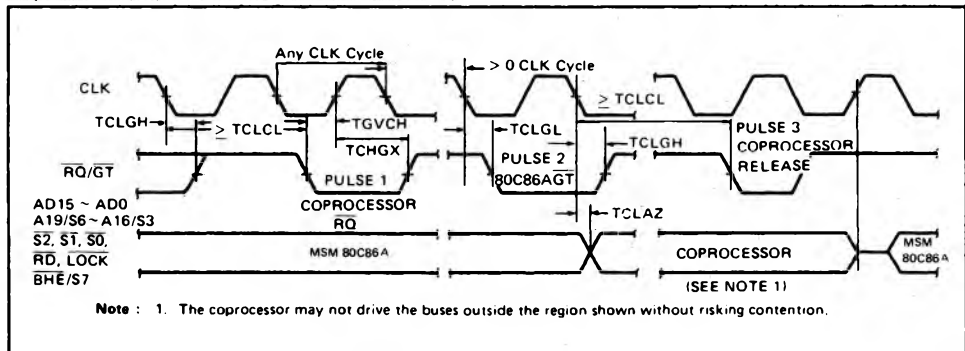 Any CLK Cycle
> 0 CLK Cycle
CLK
≥ TCLCL
TCLGH
≥ TCLCL
TGVCH
TCLGL
TCHGX
TCLGH
PULSE 3
COPROCESSOR
RELEASE
RQ/GT
PULSE 1
COPROCESSOR
RQ
PULSE 2
80C86AGT
AD15 ~ AD0
A19/S6~A16/S3
S2, S1, S0,
RD, LOCK
BHE/S7
TCLAZ
MSM 80C86A
COPROCESSOR
(SEE NOTE 1)
MSM
80C86A
Note : 1. The coprocessor may not drive the buses outside the region shown without risking contention.